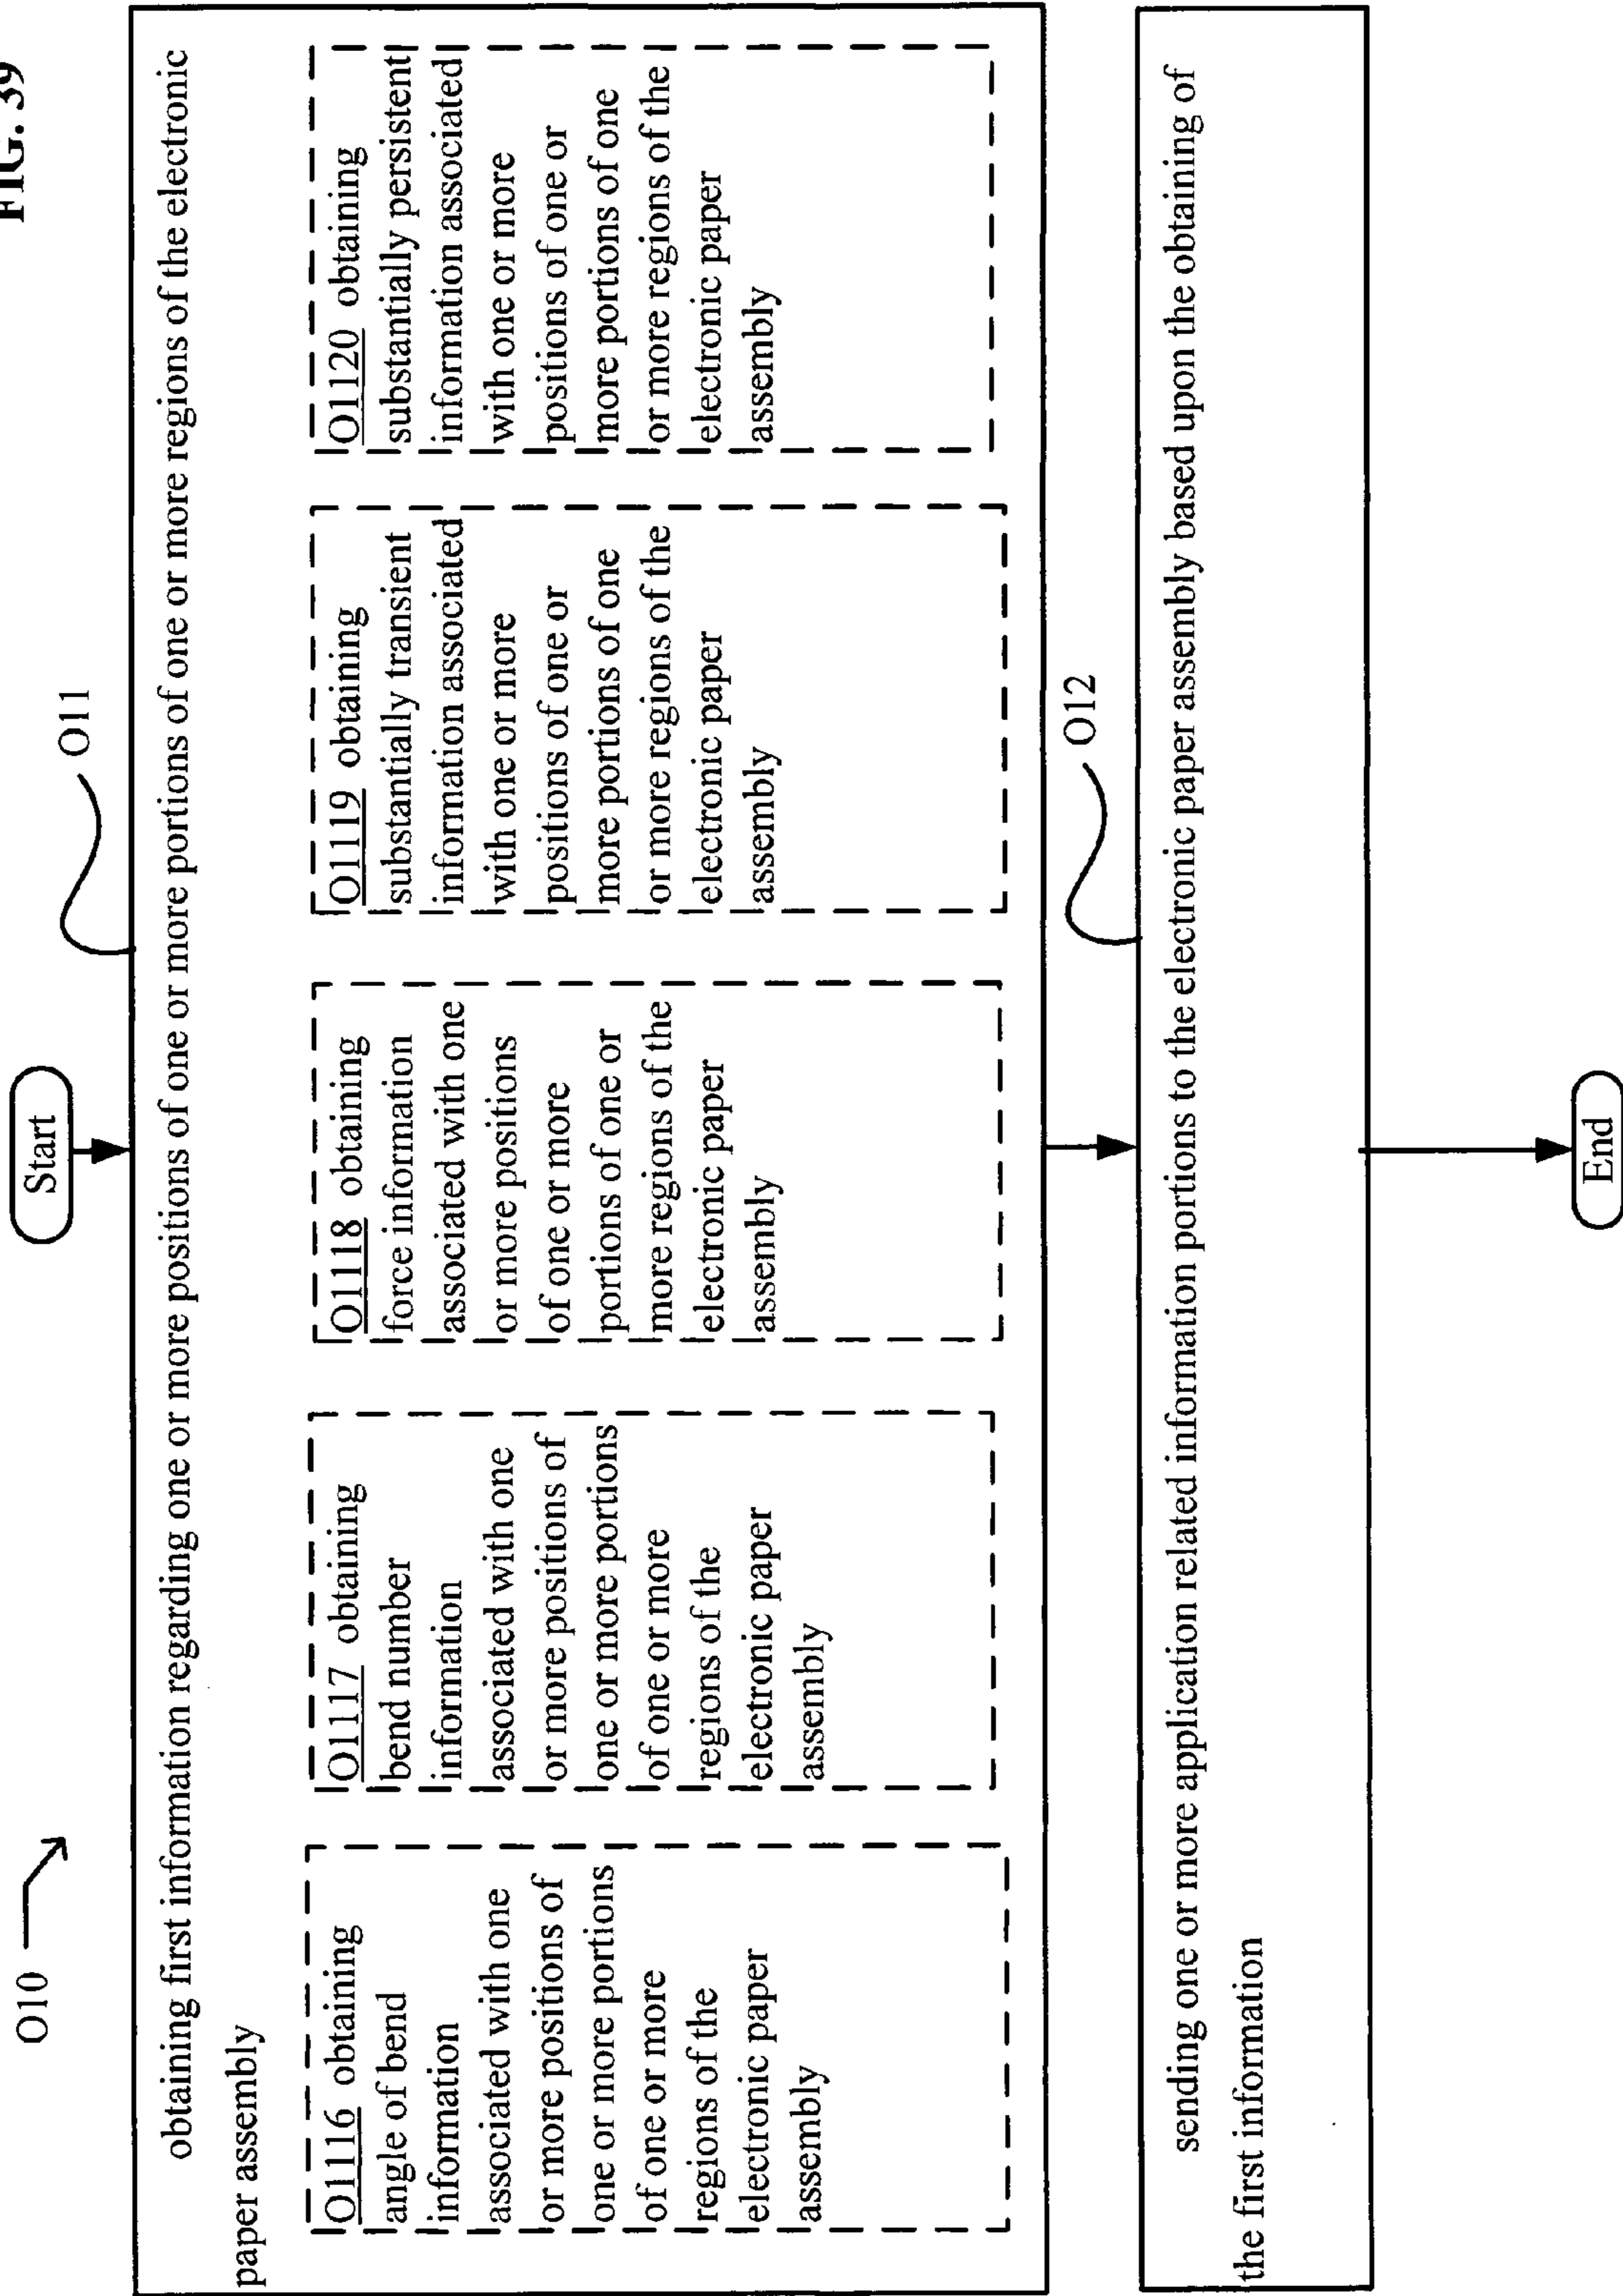 FIG. 39
O10
Start
O11
obtaining first information regarding one or more positions of one or more portions of one or more regions of the electronic
paper assembly
O1116 obtaining
angle of bend
information
associated with one
or more positions of
one or more portions
of one or more
regions of the
electronic paper
assembly
O1117 obtaining
bend number
information
associated with one
or more positions of
one or more portions
of one or more
regions of the
electronic paper
assembly
O1118 obtaining
force information
associated with one
or more positions
of one or more
portions of one or
more regions of the
electronic paper
assembly
O1119 obtaining
substantially transient
information associated
with one or more
positions of one or
more portions of one
or more regions of the
electronic paper
assembly
O1120 obtaining
substantially persistent
information associated
with one or more
positions of one or
more portions of one
or more regions of the
electronic paper
assembly
O12
sending one or more application related information portions to the electronic paper assembly based upon the obtaining of
the first information
End